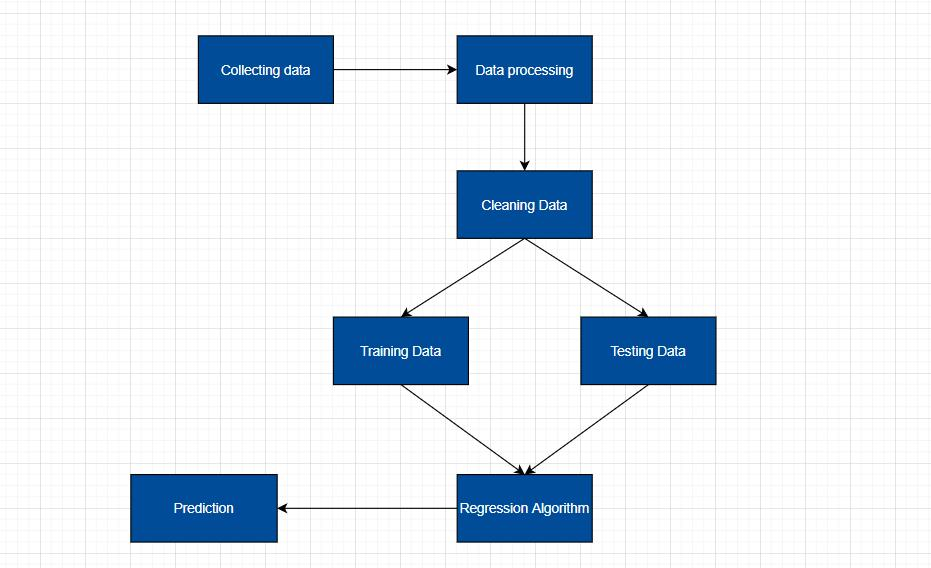 Collecting data
Data processing
Cleaning Data
Training Data
Testing Data
Prediction
Regression Algorithm